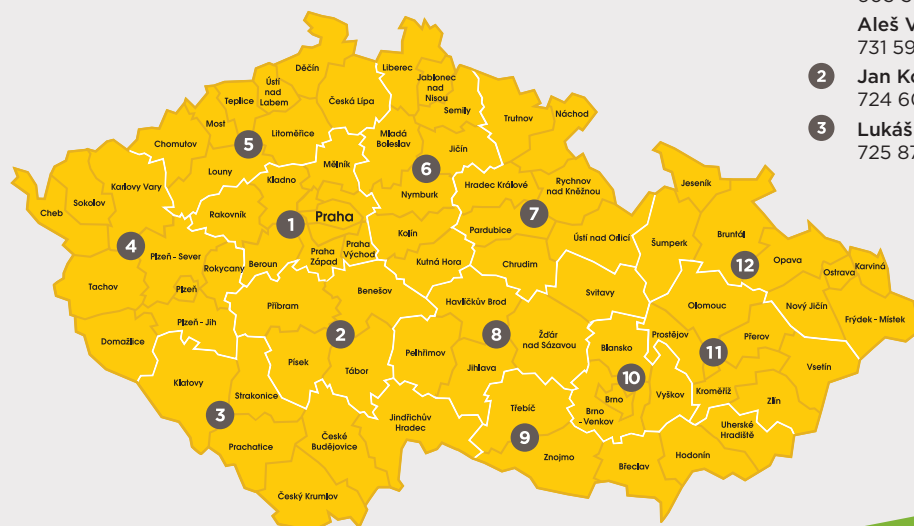 Aleš V
731 59
2 Jan Ko
724 60
3 Lukáš
725 87
Děčín
Liberec
Jablonec
nad
Nisou
Ústí
nad
Labem
Teplice
Česká Lípa
Semily
Trutnov
Náchod
Most
Chomutov
5
Litoměřice
Mladá
Boleslav
Jičín
6
Louny
Mělník
Kladno
Nymburk
Hradec Králové
Rychnov
nad Kněžnou
7
Jeseník
Karlovy Vary
Sokolov
Cheb
Rakovník
1
Praha
Kolín
Pardubice
Ústí nad Orlicí
Šumperk
Bruntál
4
Plzeň - Sever
Rokycany
Beroun
Praha
Západ
Praha
Východ
Kutná Hora
Chrudim
12
Opava
Ostrava
Karviná
Tachov
Plzeň
Plzeň - Jih
Příbram
Benešov
Havlíčkův Brod
Svitavy
Olomouc
Nový Jičín
Frýdek - Místek
Domažlice
2
8
Žďár
nad Sázavou
Prostějov
Přerov
11
Písek
Tábor
Pelhřimov
Jihlava
Blansko
10
Vsetín
Klatovy
Strakonice
3
Brno
Brno
- Venkov
Vyškov
Kroměříž
Zlín
Jindřichův
Hradec
Třebíč
9
Uherské
Hradiště
Prachatice
České
Budějovice
Znojmo
Břeclav
Hodonín
Český Krumlov